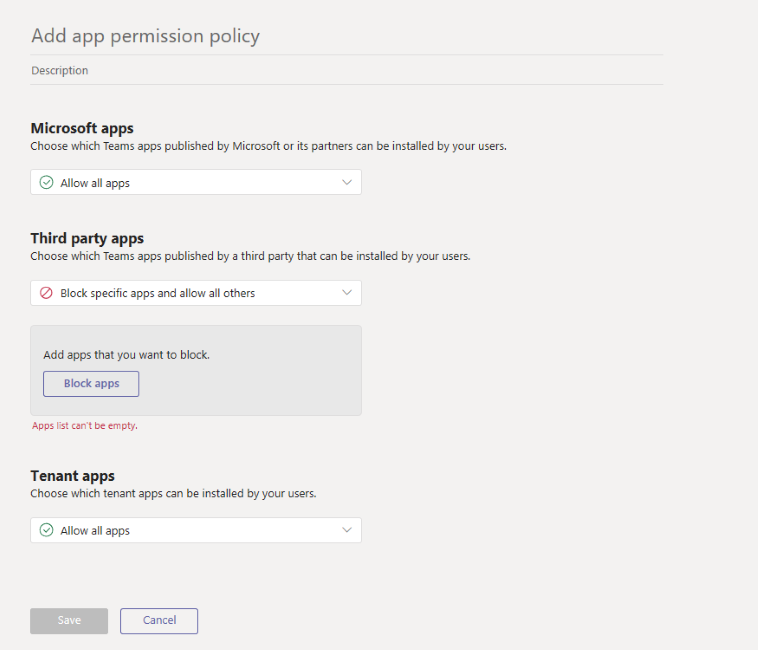 Add app permission policy
Description
Microsoft apps
Choose which Teams apps published by Microsoft or its partners can be installed by your users.
Allow all apps
Third party apps
Choose which Teams apps published by a third party that can be installed by your users.
Block specific apps and allow all others
Add apps that you want to block.
Block apps
Apps list can't be empty.
Tenant apps
Choose which tenant apps can be installed by your users.
Allow all apps
Save Cancel